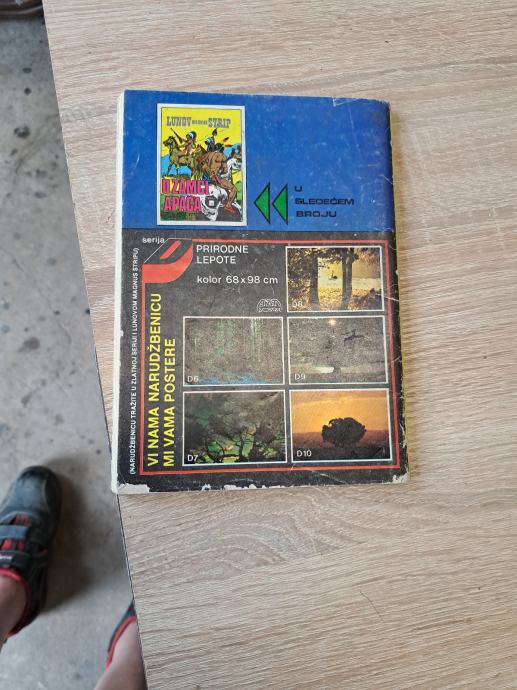 LUNOV MAGNUS STRIP
U ZAMCI
APAČA
U
SLEDEĆEM
BROJU
serija
D
PRIRODNE
LEPOTE
kolor 68 x 98 cm
D8
D6
D9
D7
D10
VI NAMA NARUDŽBENICU
MI VAMA POSTERE
(NARUDŽBENICU TRAŽITE U ZLATNOJ SERIJI I LUNOVOM MAGNUS STRIPU)